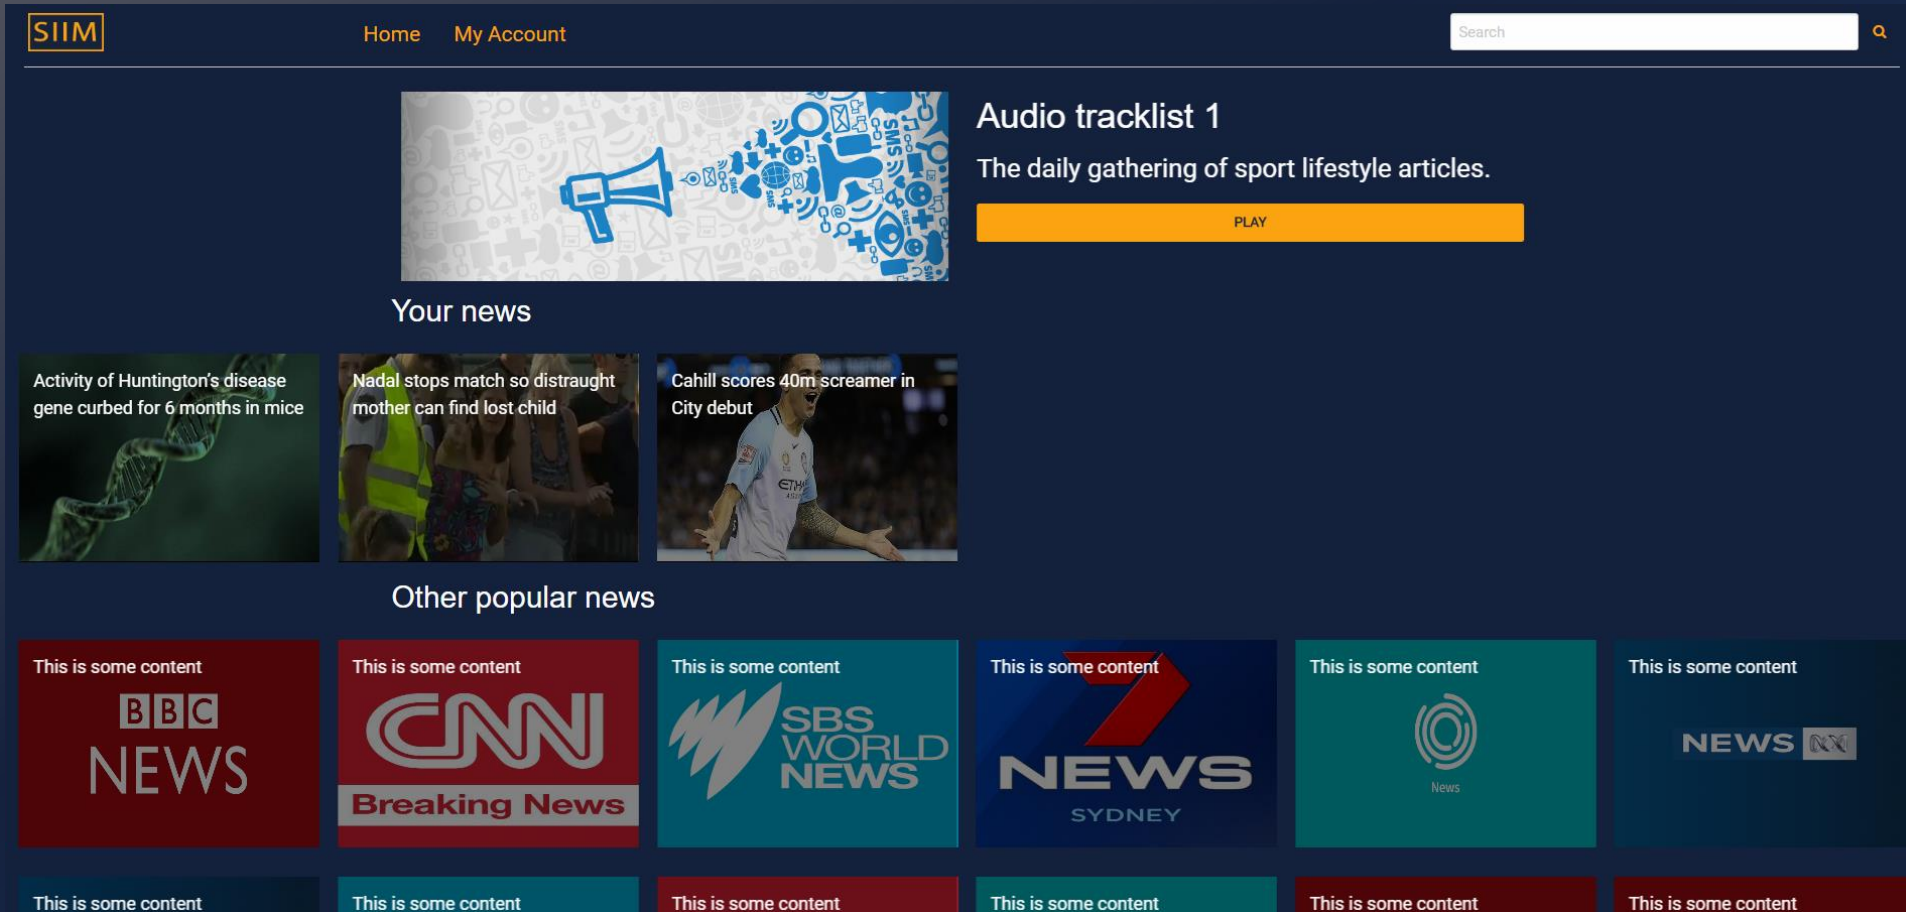 SIIM
Home
My Account
Search
SMS
Audio tracklist 1
The daily gathering of sport lifestyle articles.
PLAY
Your news
Activity of Huntington's disease
gene curbed for 6 months in mice
Nadal stops match so distraught
mother can find lost child
Cahill scores 40m screamer in
City debut
Other popular news
This is some content
BBC
NEWS
This is some content
CNN
Breaking News
This is some content
SBS
WORLD
NEWS
This is some content
7
NEWS
SYDNEY
This is some content
News
This is some content
NEWS
This is some content
This is some content
This is some content
This is some content
This is some content
This is some content